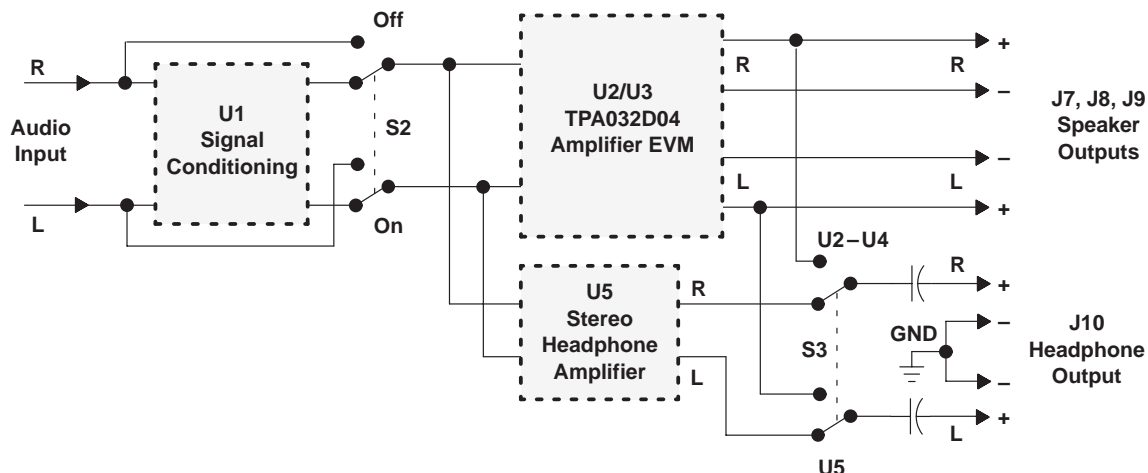 Off
R
Audio
Input
L
U1
Signal
Conditioning
S2
On
U2/U3
TPA032D04
Amplifier EVM
R
L
R
L
+
–
–
+
J7, J8, J9
Speaker
Outputs
U5
Stereo
Headphone
Amplifier
R
L
U2–U4
S3
U5
GND
R
L
+
–
–
+
J10
Headphone
Output